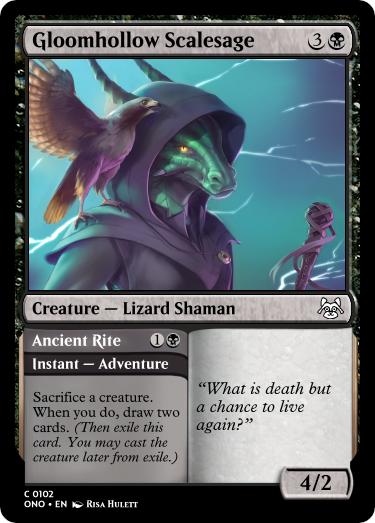 Gloomhollow Scalesage 3
Creature — Lizard Shaman
Ancient Rite 1
Instant — Adventure
Sacrifice a creature.
When you do, draw two
cards. (Then exile this
card. You may cast the
creature later from exile.)
“What is death but
a chance to live
again?”
4/2
C 0102
ONO • EN Risa Hulett